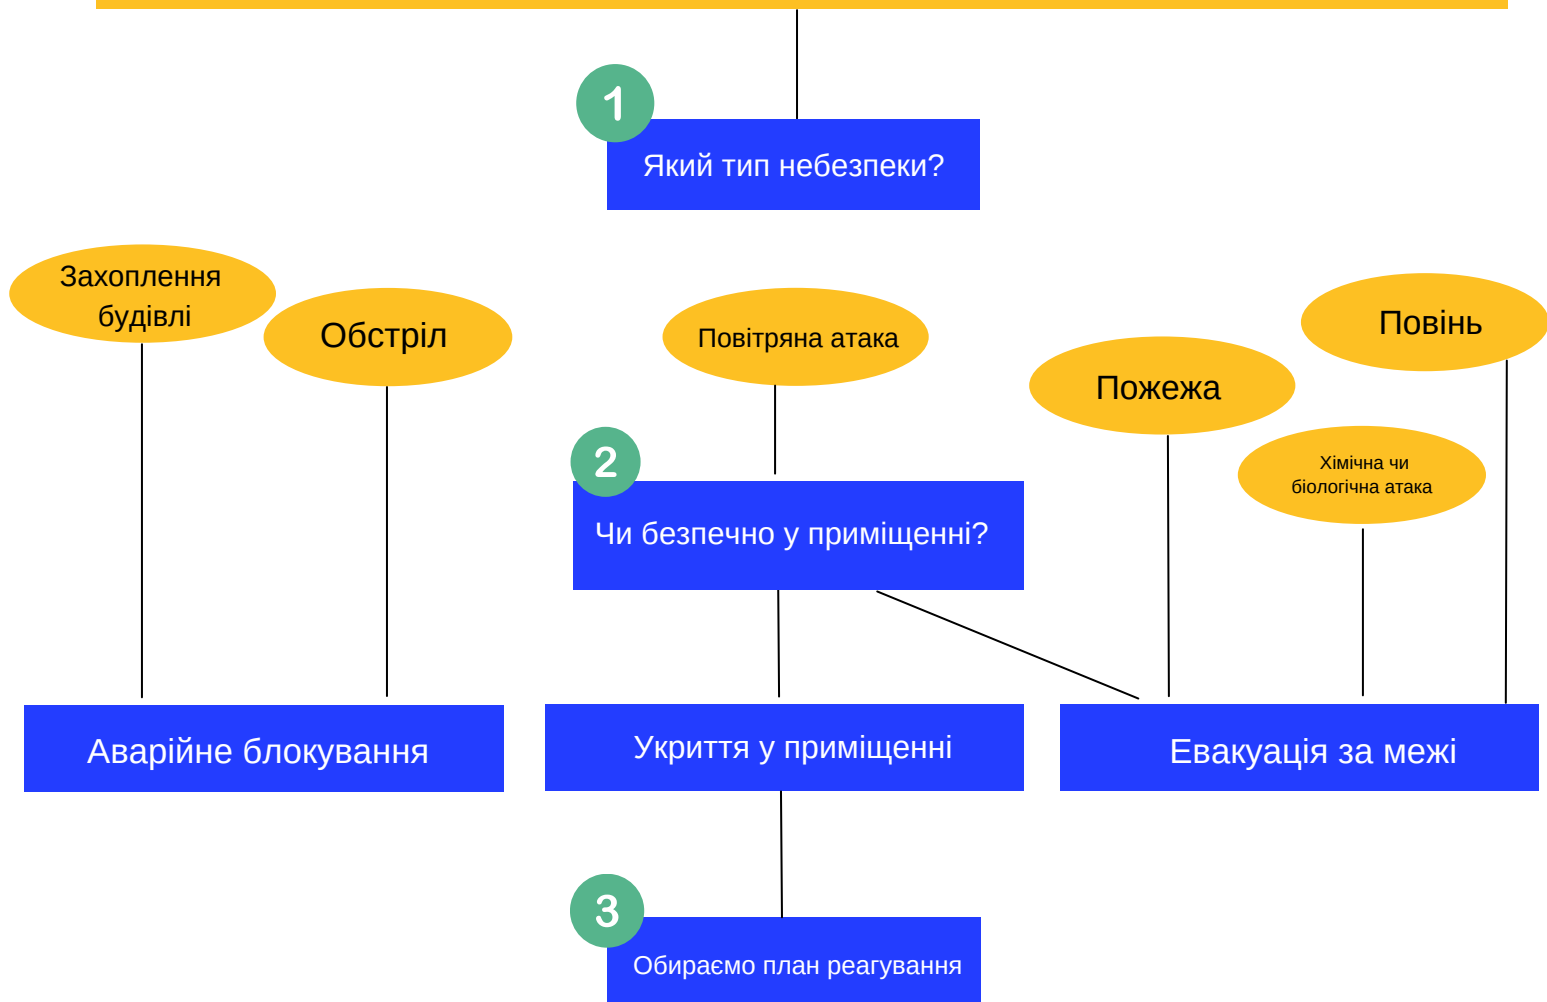 1
Який тип небезпеки?
Захоплення
будівлі
Обстріл
Повітряна атака
Повінь
Пожежа
Хімічна чи
біологічна атака
2
Чи безпечно у приміщенні?
Аварійне блокування
Укриття у приміщенні
Евакуація за межі
3
Обираємо план реагування